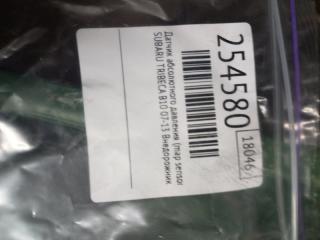 254580
18046
Датчик абсолютного давления (map sensor
SUBARU TRIBECA B10 07-13 Внедорожник